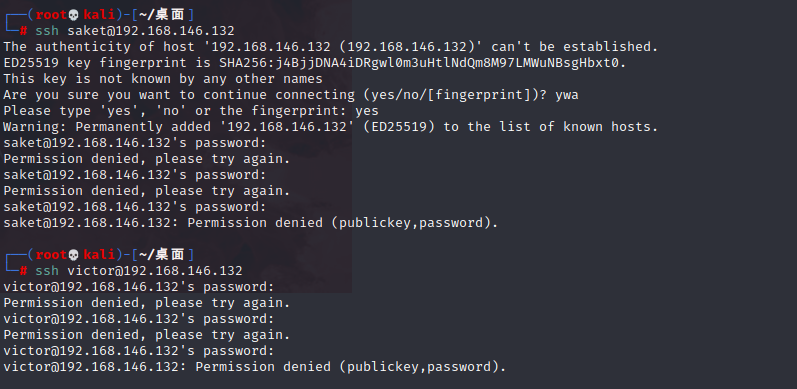 ┌──(root💀kali)-[~/桌面]
└─# ssh saket@192.168.146.132
The authenticity of host '192.168.146.132 (192.168.146.132)' can't be established.
ED25519 key fingerprint is SHA256:j4BjjDNA4iDRgwl0m3uHtlNdQm8M97LMWuNBsgHbxt0.
This key is not known by any other names
Are you sure you want to continue connecting (yes/no/[fingerprint])? ywa
Please type 'yes', 'no' or the fingerprint: yes
Warning: Permanently added '192.168.146.132' (ED25519) to the list of known hosts.
saket@192.168.146.132's password:
Permission denied, please try again.
saket@192.168.146.132's password:
Permission denied, please try again.
saket@192.168.146.132's password:
saket@192.168.146.132: Permission denied (publickey,password).
┌──(root💀kali)-[~/桌面]
└─# ssh victor@192.168.146.132
victor@192.168.146.132's password:
Permission denied, please try again.
victor@192.168.146.132's password:
Permission denied, please try again.
victor@192.168.146.132's password:
victor@192.168.146.132: Permission denied (publickey,password).